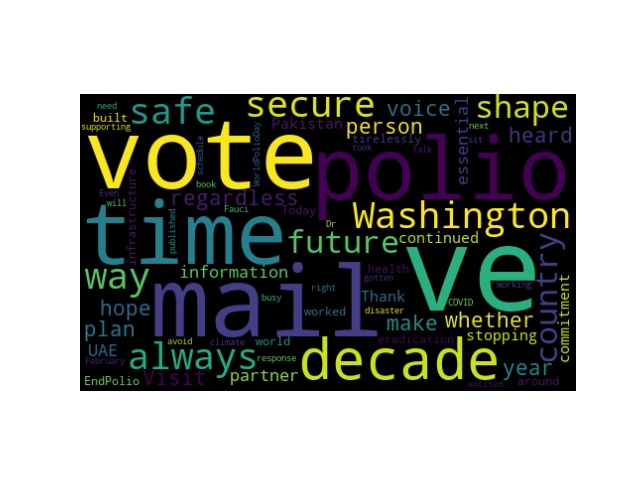 need
safe
secure
voice
shape
built
supporting
Pakistan
person
essential
next
heard
vote
schedule
WorldPolioDay
tirelessly
took
talk
sit
polio
Even
book
will
regardless
infrastructure
published
time
Fauci
Today
Dr
Washington
future
continued
way
information
health
gotten
ve
country
working
mail
busy
right
Thank
hope
worked
disaster
COVID
commitment
plan
make
whether
stopping
UAE
avoid
climate
world
eradication
February
always
response
decade
year
EndPolio
Visit
partner
excited
around